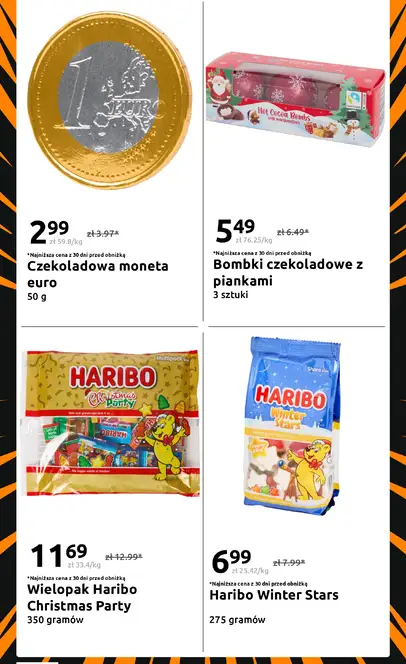 1 EURO
2 99
zł 3.97*
zł 59.8/kg
*Najniższa cena z 30 dni przed obniżką
Czekoladowa moneta
euro
50 g
Hot Cocoa Bombs
5 49
zł 6.49*
zł 76.25/kg
*Najniższa cena z 30 dni przed obniżką
Bombki czekoladowe z
piankami
3 sztuki
HARIBO
Christmas
Party
11 69
zł 12.99*
zł 33.4/kg
*Najniższa cena z 30 dni przed obniżką
Wielopak Haribo
Christmas Party
350 gramów
HARIBO
Winter
Stars
6 99
zł 7.99*
zł 25.42/kg
*Najniższa cena z 30 dni przed obniżką
Haribo Winter Stars
275 gramów